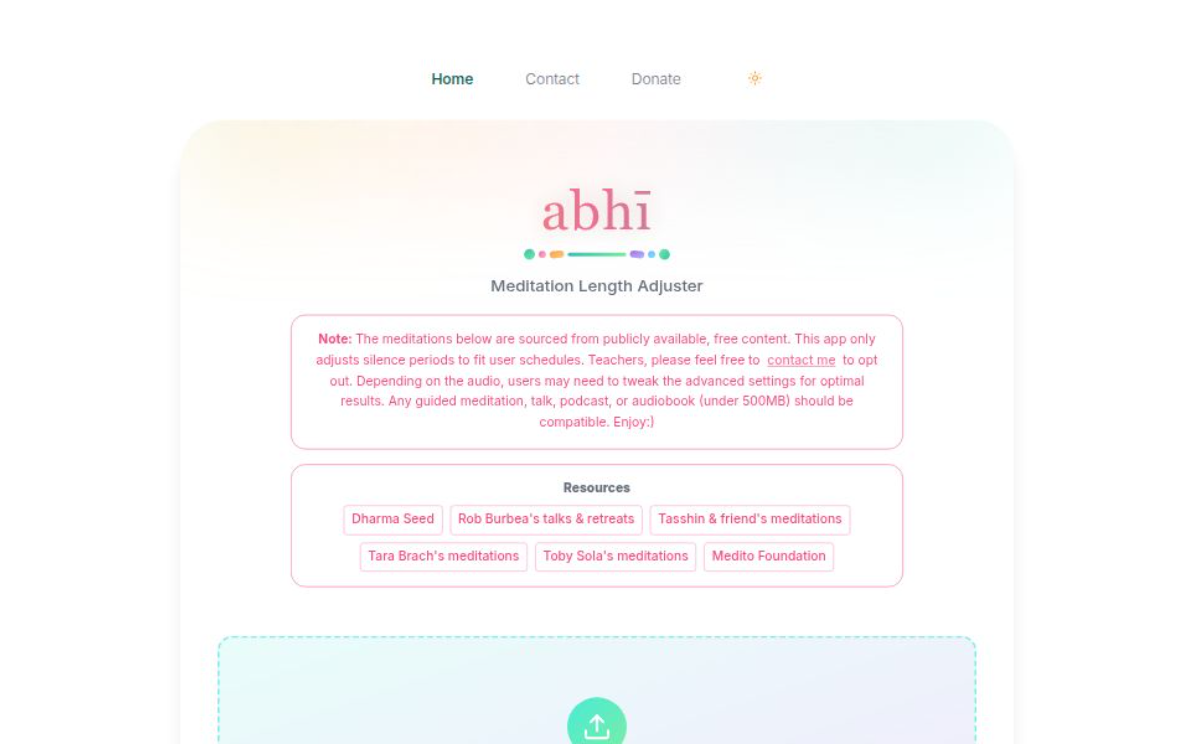 Home Contact Donate
abhī
Meditation Length Adjuster
Note: The meditations below are sourced from publicly available, free content. This app only
adjusts silence periods to fit user schedules. Teachers, please feel free to contact me to opt
out. Depending on the audio, users may need to tweak the advanced settings for optimal
results. Any guided meditation, talk, podcast, or audiobook (under 500MB) should be
compatible. Enjoy:)
Resources
Dharma Seed Rob Burbea's talks & retreats Tasshin & friend's meditations
Tara Brach's meditations Toby Sola's meditations Medito Foundation